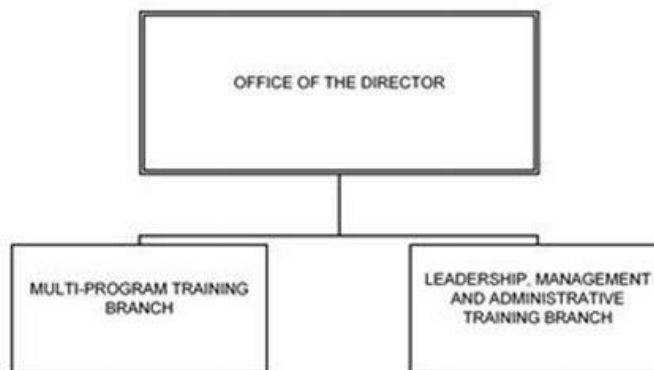 OFFICE OF THE DIRECTOR
MULTI-PROGRAM TRAINING
BRANCH
LEADERSHIP, MANAGEMENT
AND ADMINISTRATIVE
TRAINING BRANCH